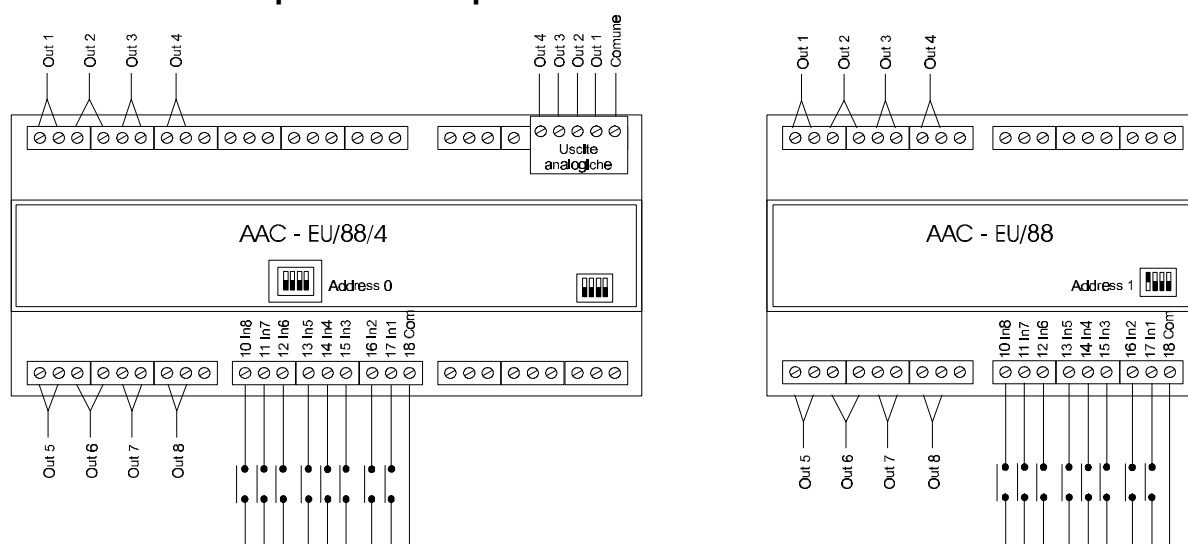 Out 1
Out 2
Out 3
Out 4
Out 4
Out 3
Out 2
Out 1
Comune
Uscite
analogiche
AAC - EU/88/4
Address 0
10 In8
11 In7
12 In6
13 In5
14 In4
15 In3
16 In2
17 In1
18 Com
Out 5
Out 6
Out 7
Out 8
Out 1
Out 2
Out 3
Out 4
AAC - EU/88
Address 1
10 In8
11 In7
12 In6
13 In5
14 In4
15 In3
16 In2
17 In1
18 Com
Out 5
Out 6
Out 7
Out 8